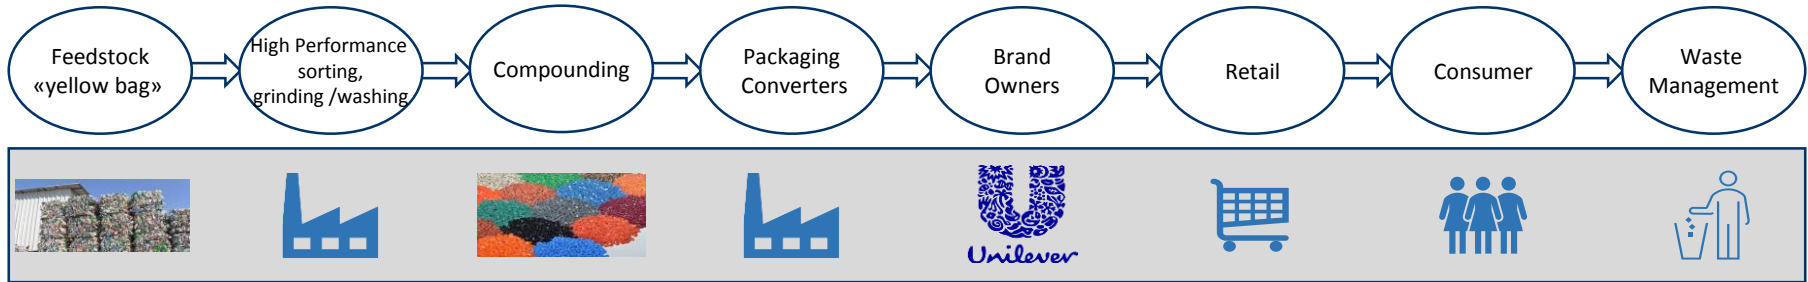 Feedstock
«yellow bag»
High Performance
sorting,
grinding /washing
Compounding
Packaging
Converters
Brand
Owners
Retail
Consumer
Waste
Management
Unilever